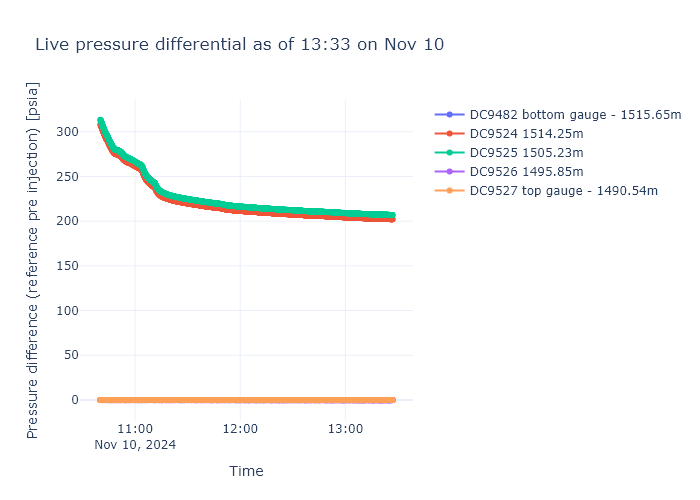 Live pressure differential as of 13:33 on Nov 10
Pressure difference (reference pre injection) [psia]
300
250
200
150
100
50
0
11:00
Nov 10, 2024
12:00
13:00
Time
DC9482 bottom gauge - 1515.65m
DC9524 1514.25m
DC9525 1505.23m
DC9526 1495.85m
DC9527 top gauge - 1490.54m